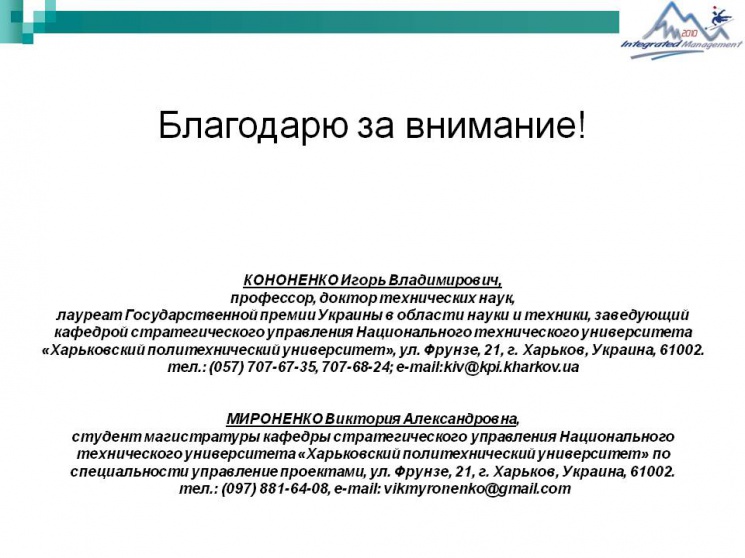 2010
Integrated Management
Благодарю за внимание!
КОНОНЕНКО Игорь Владимирович,
профессор, доктор технических наук,
лауреат Государственной премии Украины в области науки и техники, заведующий
кафедрой стратегического управления Национального технического университета
«Харьковский политехнический университет», ул. Фрунзе, 21, г. Харьков, Украина, 61002.
тел.: (057) 707-67-35, 707-68-24; e-mail:kiv@kpi.kharkov.ua
МИРОНЕНКО Виктория Александровна,
студент магистратуры кафедры стратегического управления Национального
технического университета «Харьковский политехнический университет» по
специальности управление проектами, ул. Фрунзе, 21, г. Харьков, Украина, 61002.
тел.: (097) 881-64-08, e-mail: vikmyronenko@gmail.com